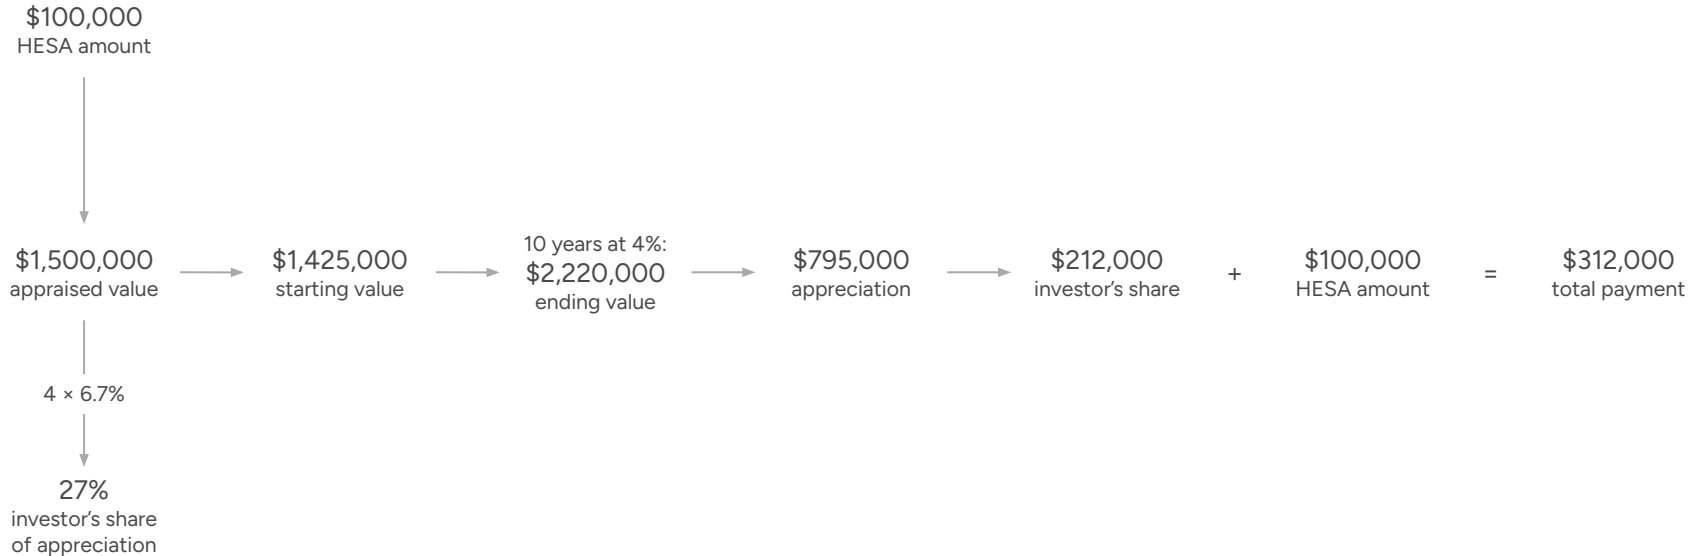 $100,000
HESA amount
$1,500,000
appraised value
$1,425,000
starting value
10 years at 4%:
$2,220,000
ending value
$795,000
appreciation
$212,000
investor’s share
+
$100,000
HESA amount
=
$312,000
total payment
4 × 6.7%
27%
investor’s share
of appreciation